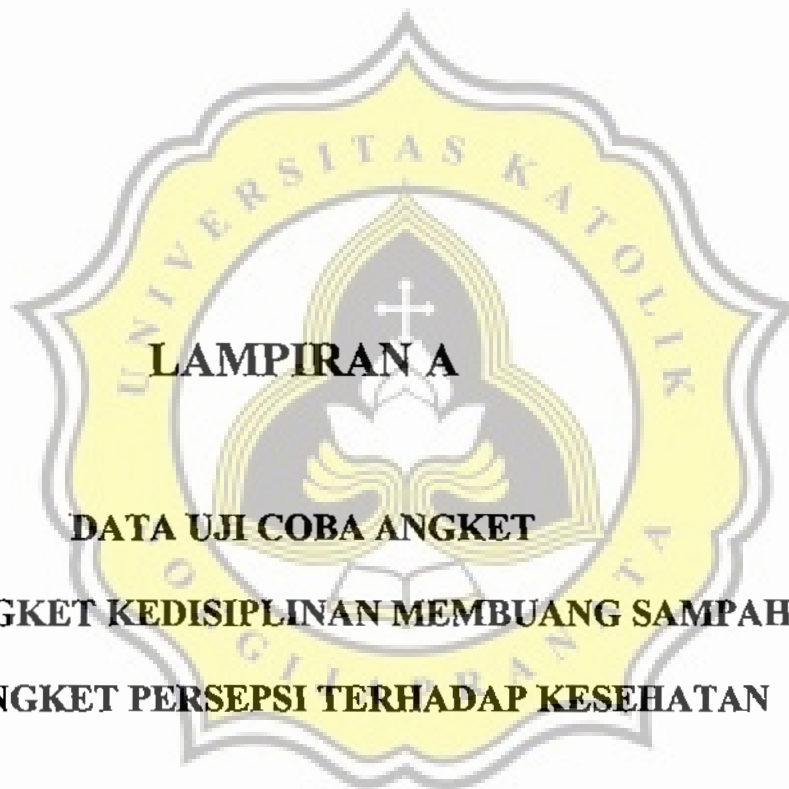 UNIVERSITAS KATOLIK
LAMPIRAN A
DATA UJI COBA ANGKET
GKET KEDISIPLINAN MEMBUANG SAMPAH
NGKET PERSEPSI TERHADAP KESEHATAN